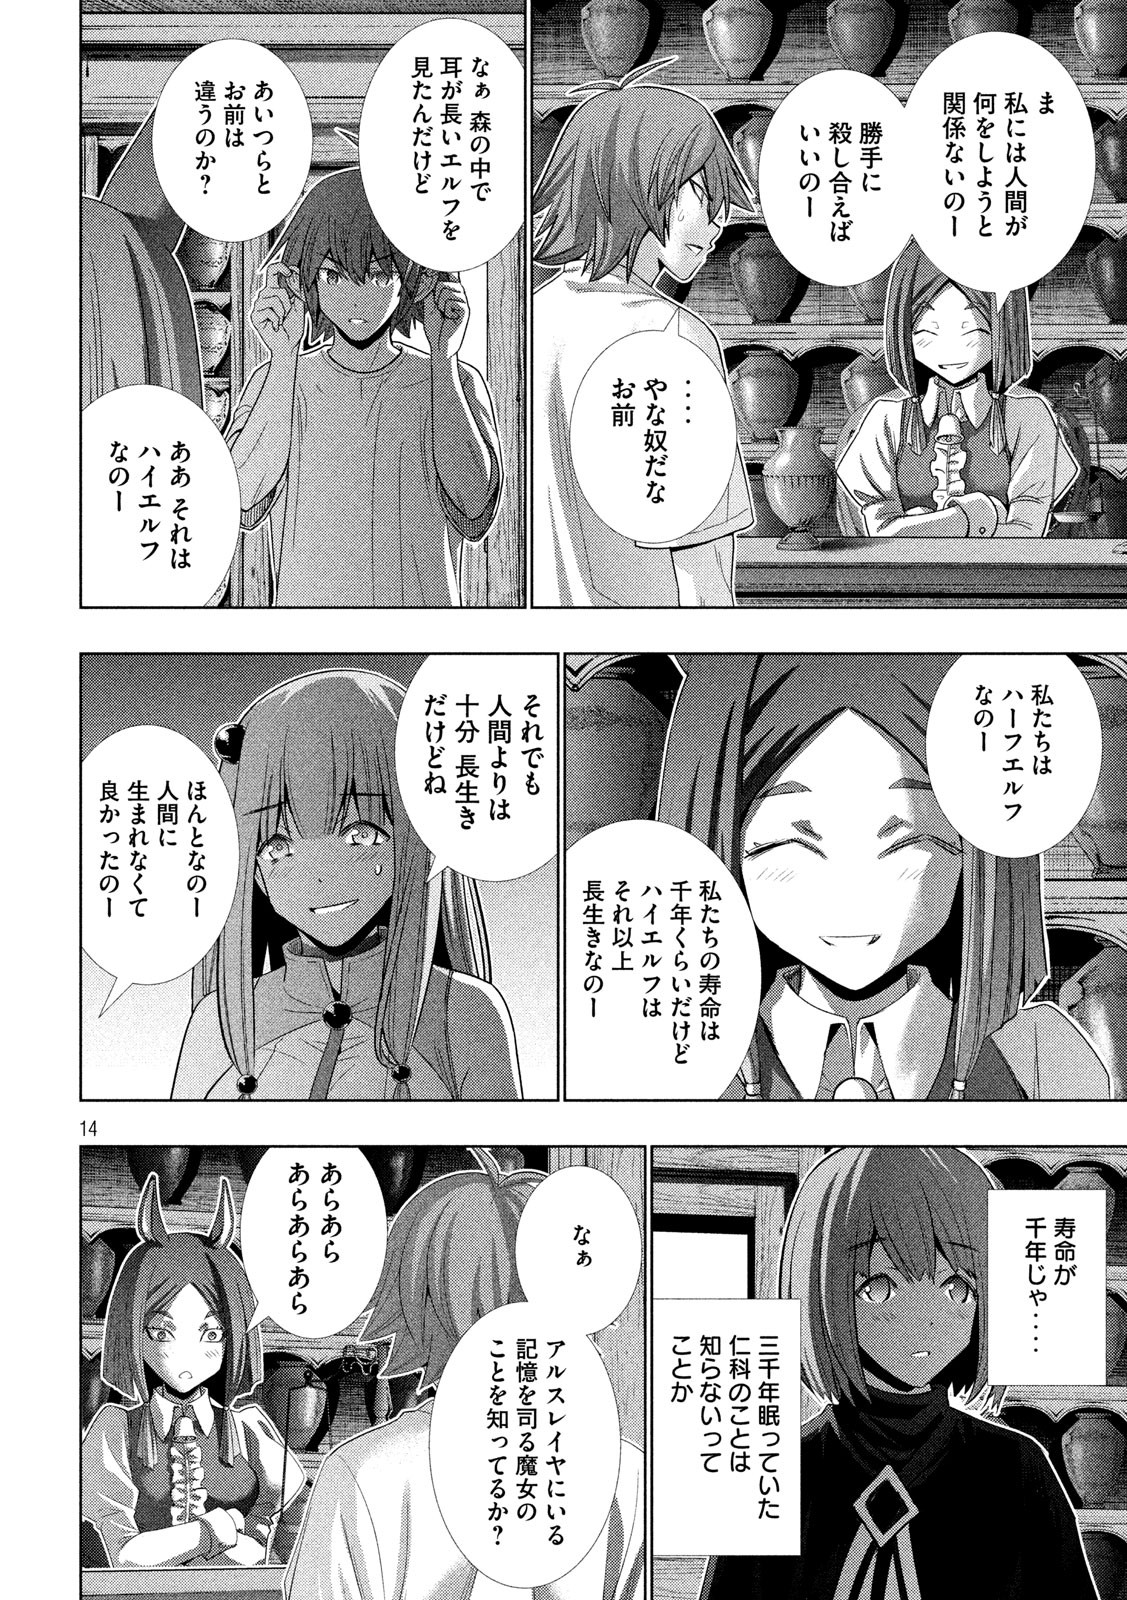 ま
私には人間が
何をしようと
関係ないのー
勝手に
殺し合えば
いいのー
‥‥
やな奴だな
お前
なぁ 森の中で
耳が長いエルフを
見たんだけど
あいつらと
お前は
違うのか?
ああ それは
ハイエルフ
なのー
私たちは
ハーフエルフ
なのー
私たちの寿命は
千年くらいだけど
ハイエルフは
それ以上
長生きなのー
それでも
人間よりは
十分 長生き
だけどね
ほんとなのー
人間に
生まれなくて
良かったのー
寿命が
千年じゃ‥‥
三千年眠っていた
仁科のことは
知らないって
ことか
なぁ
アルスレイヤにいる
記憶を司る魔女の
ことを知ってるか?
あらあら
あらあらあら
14